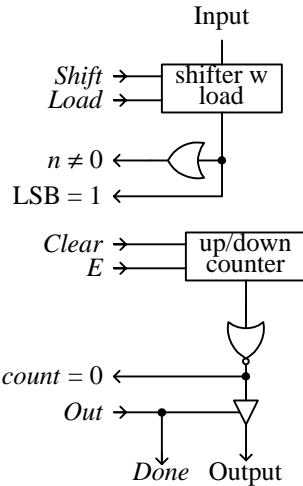 Input
Shift
shifter w
Load
load
n ≠ 0
LSB = 1
Clear
up/down
E
counter
count = 0
Out
Done
Output